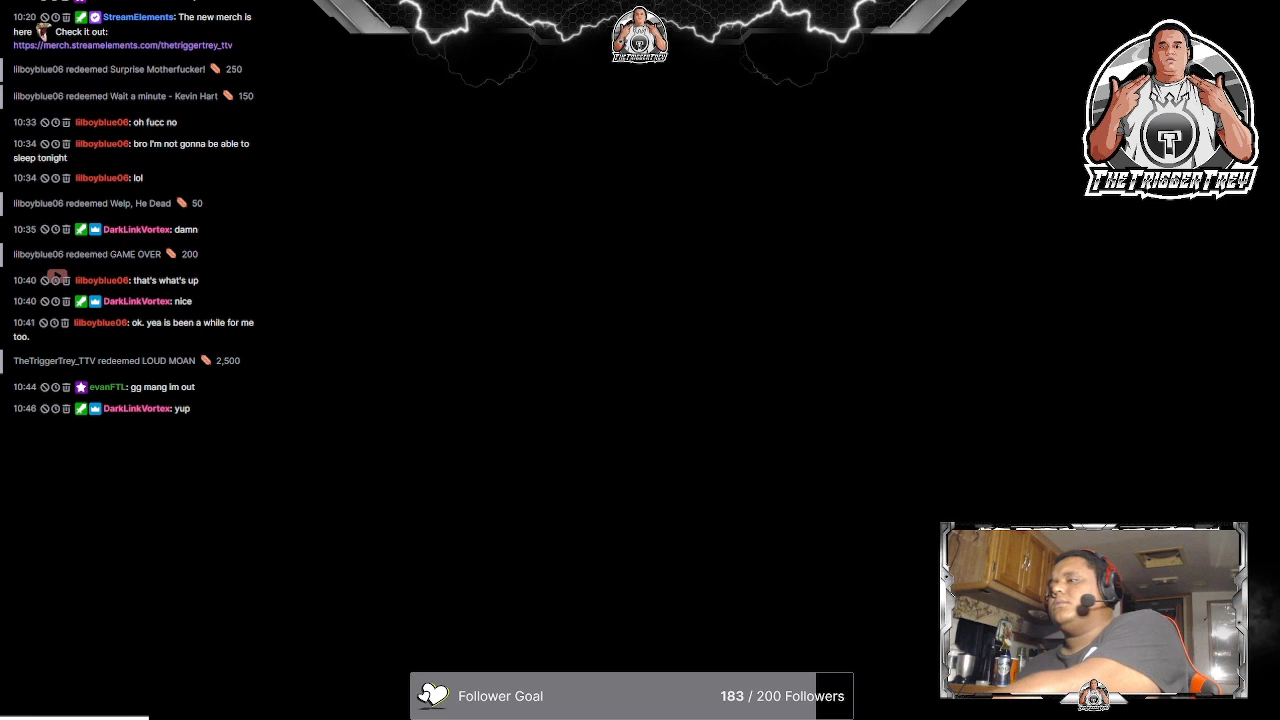 10:20 StreamElements: The new merch is
here Check it out:
https://merch.streamelements.com/thetriggertrey_ttv
lilboyblue06 redeemed Surprise Motherfucker! 250
lilboyblue06 redeemed Wait a minute - Kevin Hart 150
10:33 lilboyblue06: oh fucc no
10:34 lilboyblue06: bro I'm not gonna be able to
sleep tonight
10:34 lilboyblue06: lol
lilboyblue06 redeemed Welp, He Dead 50
10:35 DarkLinkVortex: damn
lilboyblue06 redeemed GAME OVER 200
10:40 lilboyblue06: that's what's up
10:40 DarkLinkVortex: nice
10:41 lilboyblue06: ok. yea is been a while for me
too.
TheTriggerTrey_TTV redeemed LOUD MOAN 2,500
10:44 evanFTL: gg mang im out
10:46 DarkLinkVortex: yup
THETRIGGERTREY
T
THETRIGGERTREY
Follower Goal 183 / 200 Followers